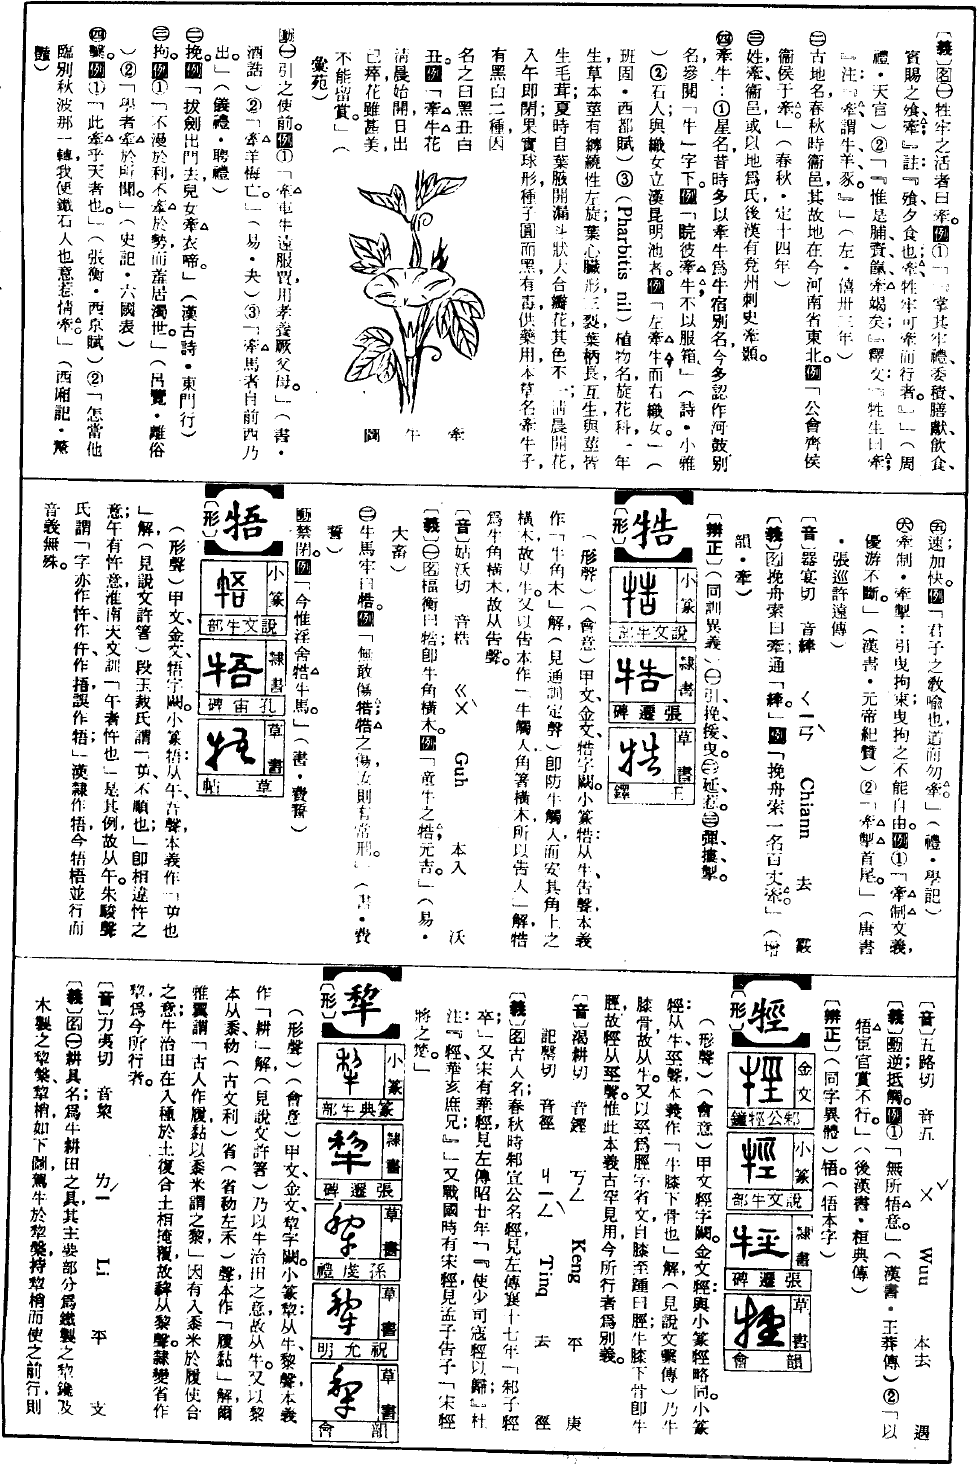 〔義〕图㊀牲牢之活者曰牽。例①「掌其牢禮委積膳獻飲食、
賓賜之飧牽。」註『飧夕食也牽牲牢可牽而行者。』」（周
禮・天官）②「『惟是脯資餼牽竭矣。』釋文『牲生曰牽；』
』注『牽謂牛羊豕。』」（左・僖卅三年）
㊁古地名春秋時衞邑其故地在今河南省東北。例「公會齊侯
衞侯于牽。」（春秋・定十四年）
㊂姓牽衞邑或以地爲氏後漢有兗州刺史牽顥。
㊃牽牛：①星名昔時多以牽牛爲牛宿別名今多認作河鼓別
名參閱「牛」字下。例「睆彼牽牛不以服箱」（詩・小雅
）②石人與織女立漢昆明池者。例「左牽牛而右織女。」（
班固・西都賦）③（Pharbitis nil）植物名旋花科一年
生草本莖有纏繞性左旋葉心臟形三裂葉柄長互生與莖皆
生毛茸夏時自葉腋開漏斗狀大合瓣花其色不一淸晨開花，
入午即閉果實球形種子圓而黑有毒供藥用本草名牽牛子，
有黑白二種因
名之曰黑丑白
丑。例「牽牛花
淸晨始開日出
已瘁花雖甚美
不能留賞」（
彙苑）
牽牛圖
動㊀引之使前。例①「牽車牛遠服賈用孝養厥父母。」（書・
酒誥）②「牽羊悔亡。」（易・夬）③「牽馬者自前西乃
出。」（儀禮・聘禮）
㊁挽。例「拔劍出門去兒女牽衣啼。」（漢古詩・東門行）
㊂拘。例①「不漫於利不牽於勢而羞居濁世。」（呂覽・離俗
）②「學者牽於所聞。」（史記・六國表）
㊃繫。例①「此牽乎天者也。」（張衡・西京賦）②「怎當他
臨別秋波那一轉我便鐵石人也意惹情牽。」（西廂記・驚
豔）
㊄速；加快。例「君子之敎喩也道而勿牽。」（禮・學記）
㊅牽制・牽掣：引曳拘束曳拘之不能自由。例①「牽制文義，
優游不斷。」（漢書・元帝紀贊）②「牽掣首尾。」（唐書
・張巡許遠傳）
〔音〕器宴切 音縴 ㄑㄧㄢˋ Chiann 去 霰
〔義〕图挽舟索曰牽；通「縴。」例「挽舟索一名百丈牽。」（增
韻・牽）
〔辨正〕（同訓異義）㊀引、挽、援、曳。㊁延、惹。㊂彈、摟、掣。
牿
〔形〕
小篆 說文牛部
隸書 張遷碑
草書 王鐸
（形聲）（會意）甲文金文牿字闕。小篆牿：从牛告聲本義
作「牛角木」解（見通訓定聲）卽防牛觸人而安其角上之
橫木故从牛。又以告本作「牛觸人角箸橫木所以告人」解牿
爲牛角橫木故从告聲。
〔音〕姑沃切 音梏 ㄍㄨˋ Guh 本入 沃
〔義〕㊀图楅衡曰牿卽牛角橫木。例「童牛之牿元吉。」（易・
大畜）
㊁牛馬牢曰牿。例「無敢傷牿牿之傷汝則有常刑。」（書・費
誓）
動禁閉。例「今惟淫舍牿牛馬。」（書・費誓）
牾
〔形〕
小篆 說文牛部
隸書 孔宙碑
草書 草帖
（形聲）甲文金文牾字闕。小篆牾从午吾聲本義作「屰也
」解（見說文許箸）段玉裁氏謂「屰不順也」卽相違忤之
意；午有忤意淮南天文訓「午者忤也」是其例故从午。朱駿聲
氏謂「字亦作忤、作仵、作捂，誤作牾」漢隸作牾今牾啎並行而
音義無殊。
〔音〕五路切 音五 ㄨˇ Wuu 本去 遇
〔義〕動逆；抵觸。例①「無所牾意。」（漢書・王莽傳）②「以
牾宦官賞不行。」（後漢書・桓典傳）
〔辨正〕（同字異體）啎。（牾本字）
牼
〔形〕
金文 邾公牼鐘
小篆 說文牛部
隸書 張遷碑
草書 韻會
（形聲）（會意）甲文牼字闕。金文牼與小篆牼略同。小篆
牼：从牛巠聲本義作「牛膝下骨也」解（見說文繫傳）乃牛
膝骨，故从牛。又以巠爲脛字省文自膝至踵曰脛；牛膝下骨卽牛
脛故牼从巠聲。惟此本義古罕見用今所行者爲別義。
〔音〕渴耕切 音鏗 ㄎㄥ Keng 平 庚
記脛切 音徑 ㄐㄧㄥˋ Tinq 去 徑
〔義〕图古人名；春秋時邾宣公名牼見左傳襄十七年「邾子牼
卒。」又宋有華牼見左傳昭廿年「『使少司寇牼以歸』杜
注『牼華亥庶兄。』」又戰國時有宋牼見孟子告子「宋牼
將之楚。」
犂
〔形〕
小篆 篆典牛部
隸書 張遷碑
草書 孫虔禮
草書 祝允明
草書 韻會
（形聲）（會意）甲文、金文犂字闕。小篆犂从牛黎聲本義
作「耕」解（見說文許箸）乃以牛治田之意故从牛。又以黎
本从黍、秎（古文利）省（省秎左禾）聲本作「履黏」解爾
雅翼謂「古人作履黏以黍米謂之黎」因有入黍米於履使合
之意；牛治田在入種於土復合土相掩覆故犂从黎聲。隸變省作
犂爲今所行者。
〔音〕力夷切 音黎 ㄌㄧˊ Li 平 支
〔義〕图㊀耕具名；爲牛耕田之具其主要部分爲鐵製之犂鑱及
木製之犂槃、犂梢，如下圖駕牛於犂槃、持犂梢而使之前行則